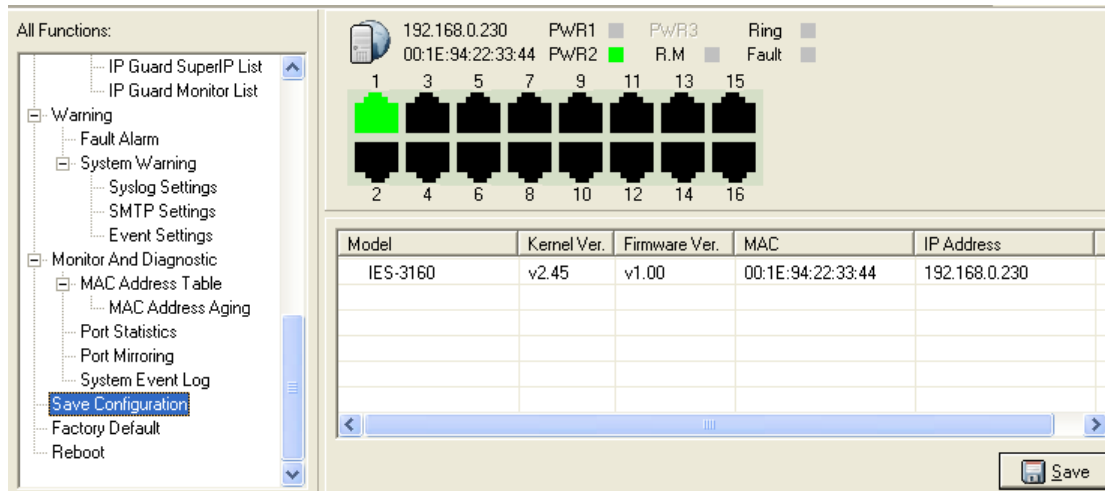 All Functions:
IP Guard SuperIP List
IP Guard Monitor List
Warning
Fault Alarm
System Warning
Syslog Settings
SMTP Settings
Event Settings
Monitor And Diagnostic
MAC Address Table
MAC Address Aging
Port Statistics
Port Mirroring
System Event Log
Save Configuration
Factory Default
Reboot
192.168.0.230 PWR1 PWR3 Ring
00:1E:94:22:33:44 PWR2 R.M Fault
1 3 5 7 9 11 13 15
2 4 6 8 10 12 14 16
Model Kernel Ver. Firmware Ver. MAC IP Address
IES-3160 v2.45 v1.00 00:1E:94:22:33:44 192.168.0.230
Save